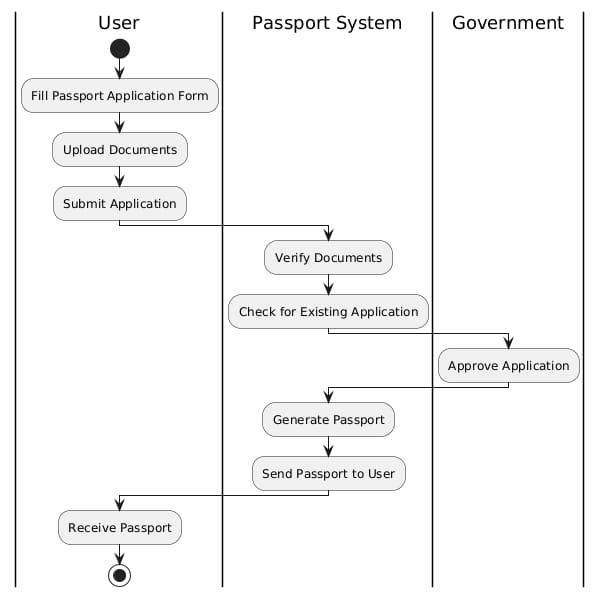 User
Passport System
Government
Fill Passport Application Form
Upload Documents
Submit Application
Verify Documents
Check for Existing Application
Approve Application
Generate Passport
Send Passport to User
Receive Passport